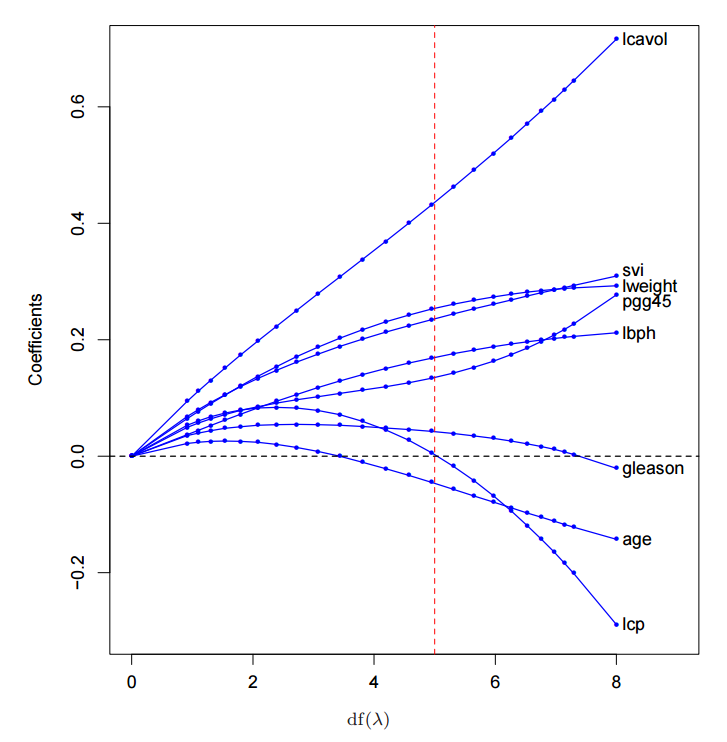 lcavol
0.6
0.4
svi
lweight
pgg45
lbph
0.2
0.0
gleason
age
−0.2
lcp
Coefficients
0 2 4 6 8
df(λ)